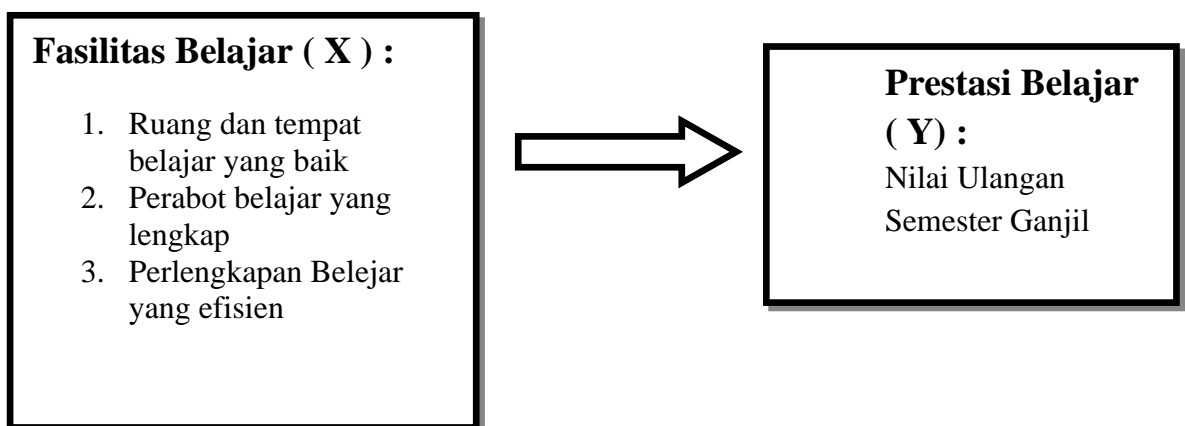 Fasilitas Belajar ( X ) :
1. Ruang dan tempat
belajar yang baik
2. Perabot belajar yang
lengkap
3. Perlengkapan Belejar
yang efisien
Prestasi Belajar
( Y) :
Nilai Ulangan
Semester Ganjil